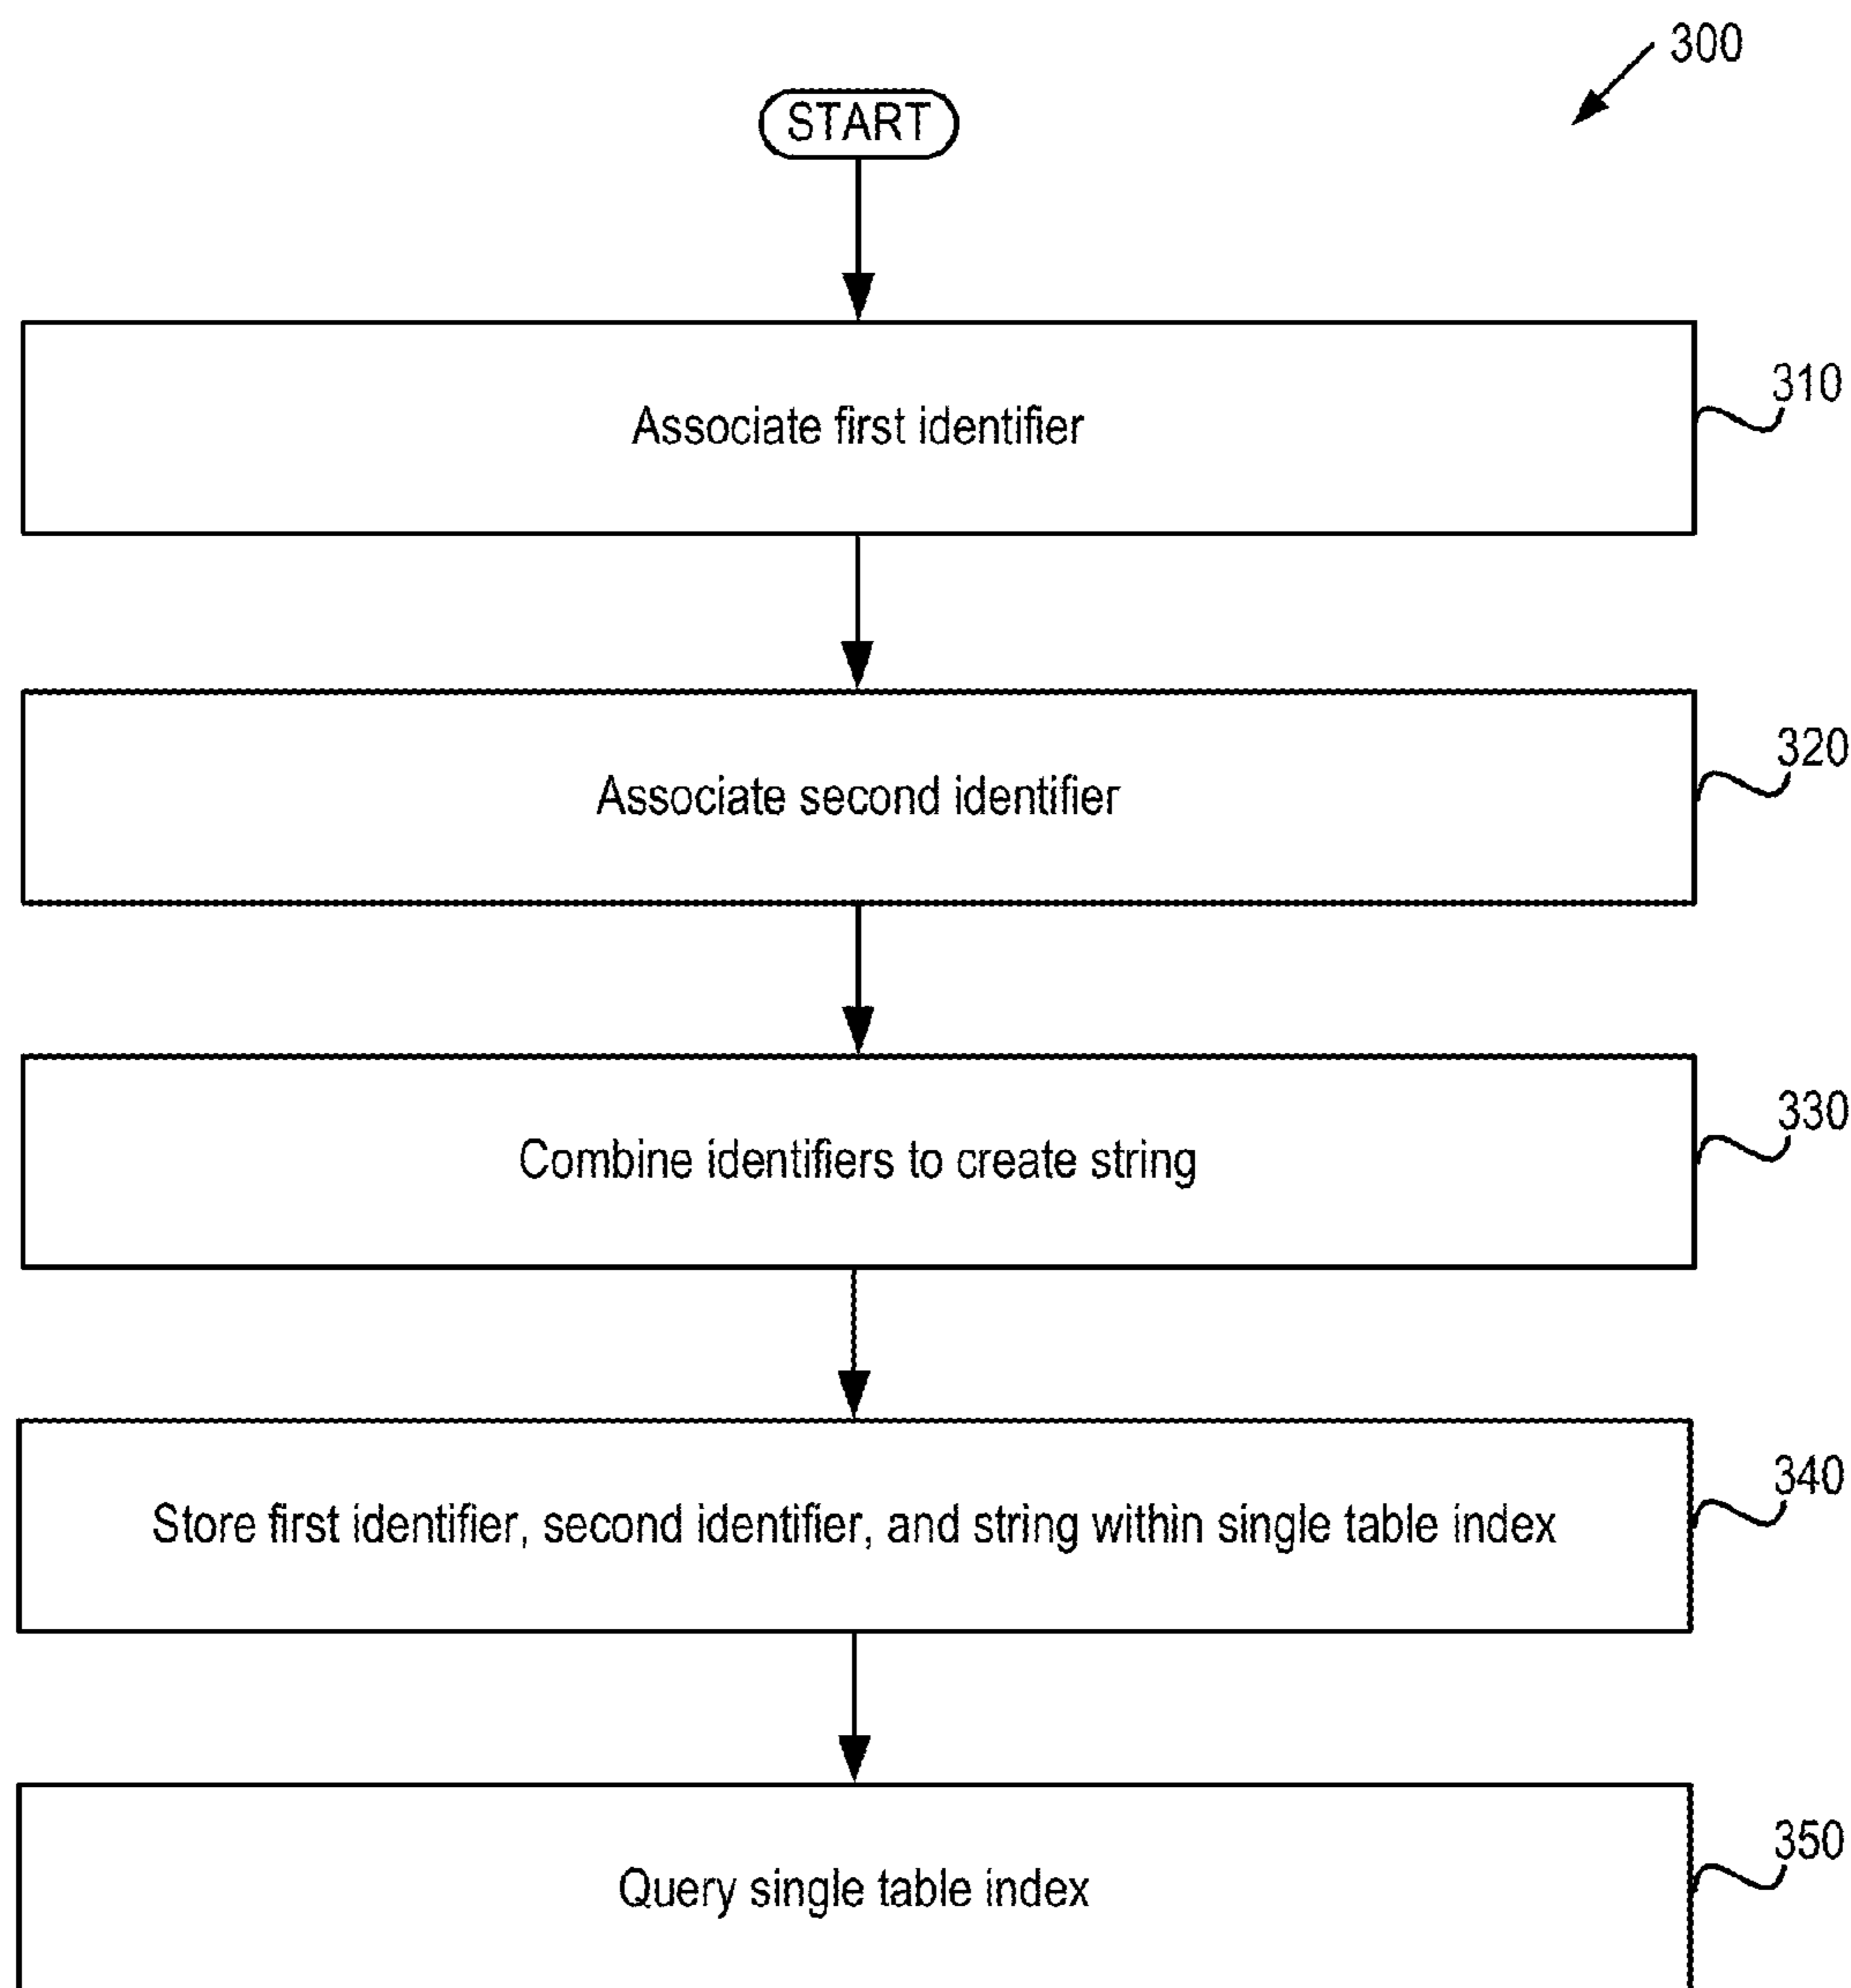 300
START
310
Associate first identifier
320
Associate second identifier
330
Combine identifiers to create string
340
Store first identifier, second identifier, and string within single table index
350
Query single table index